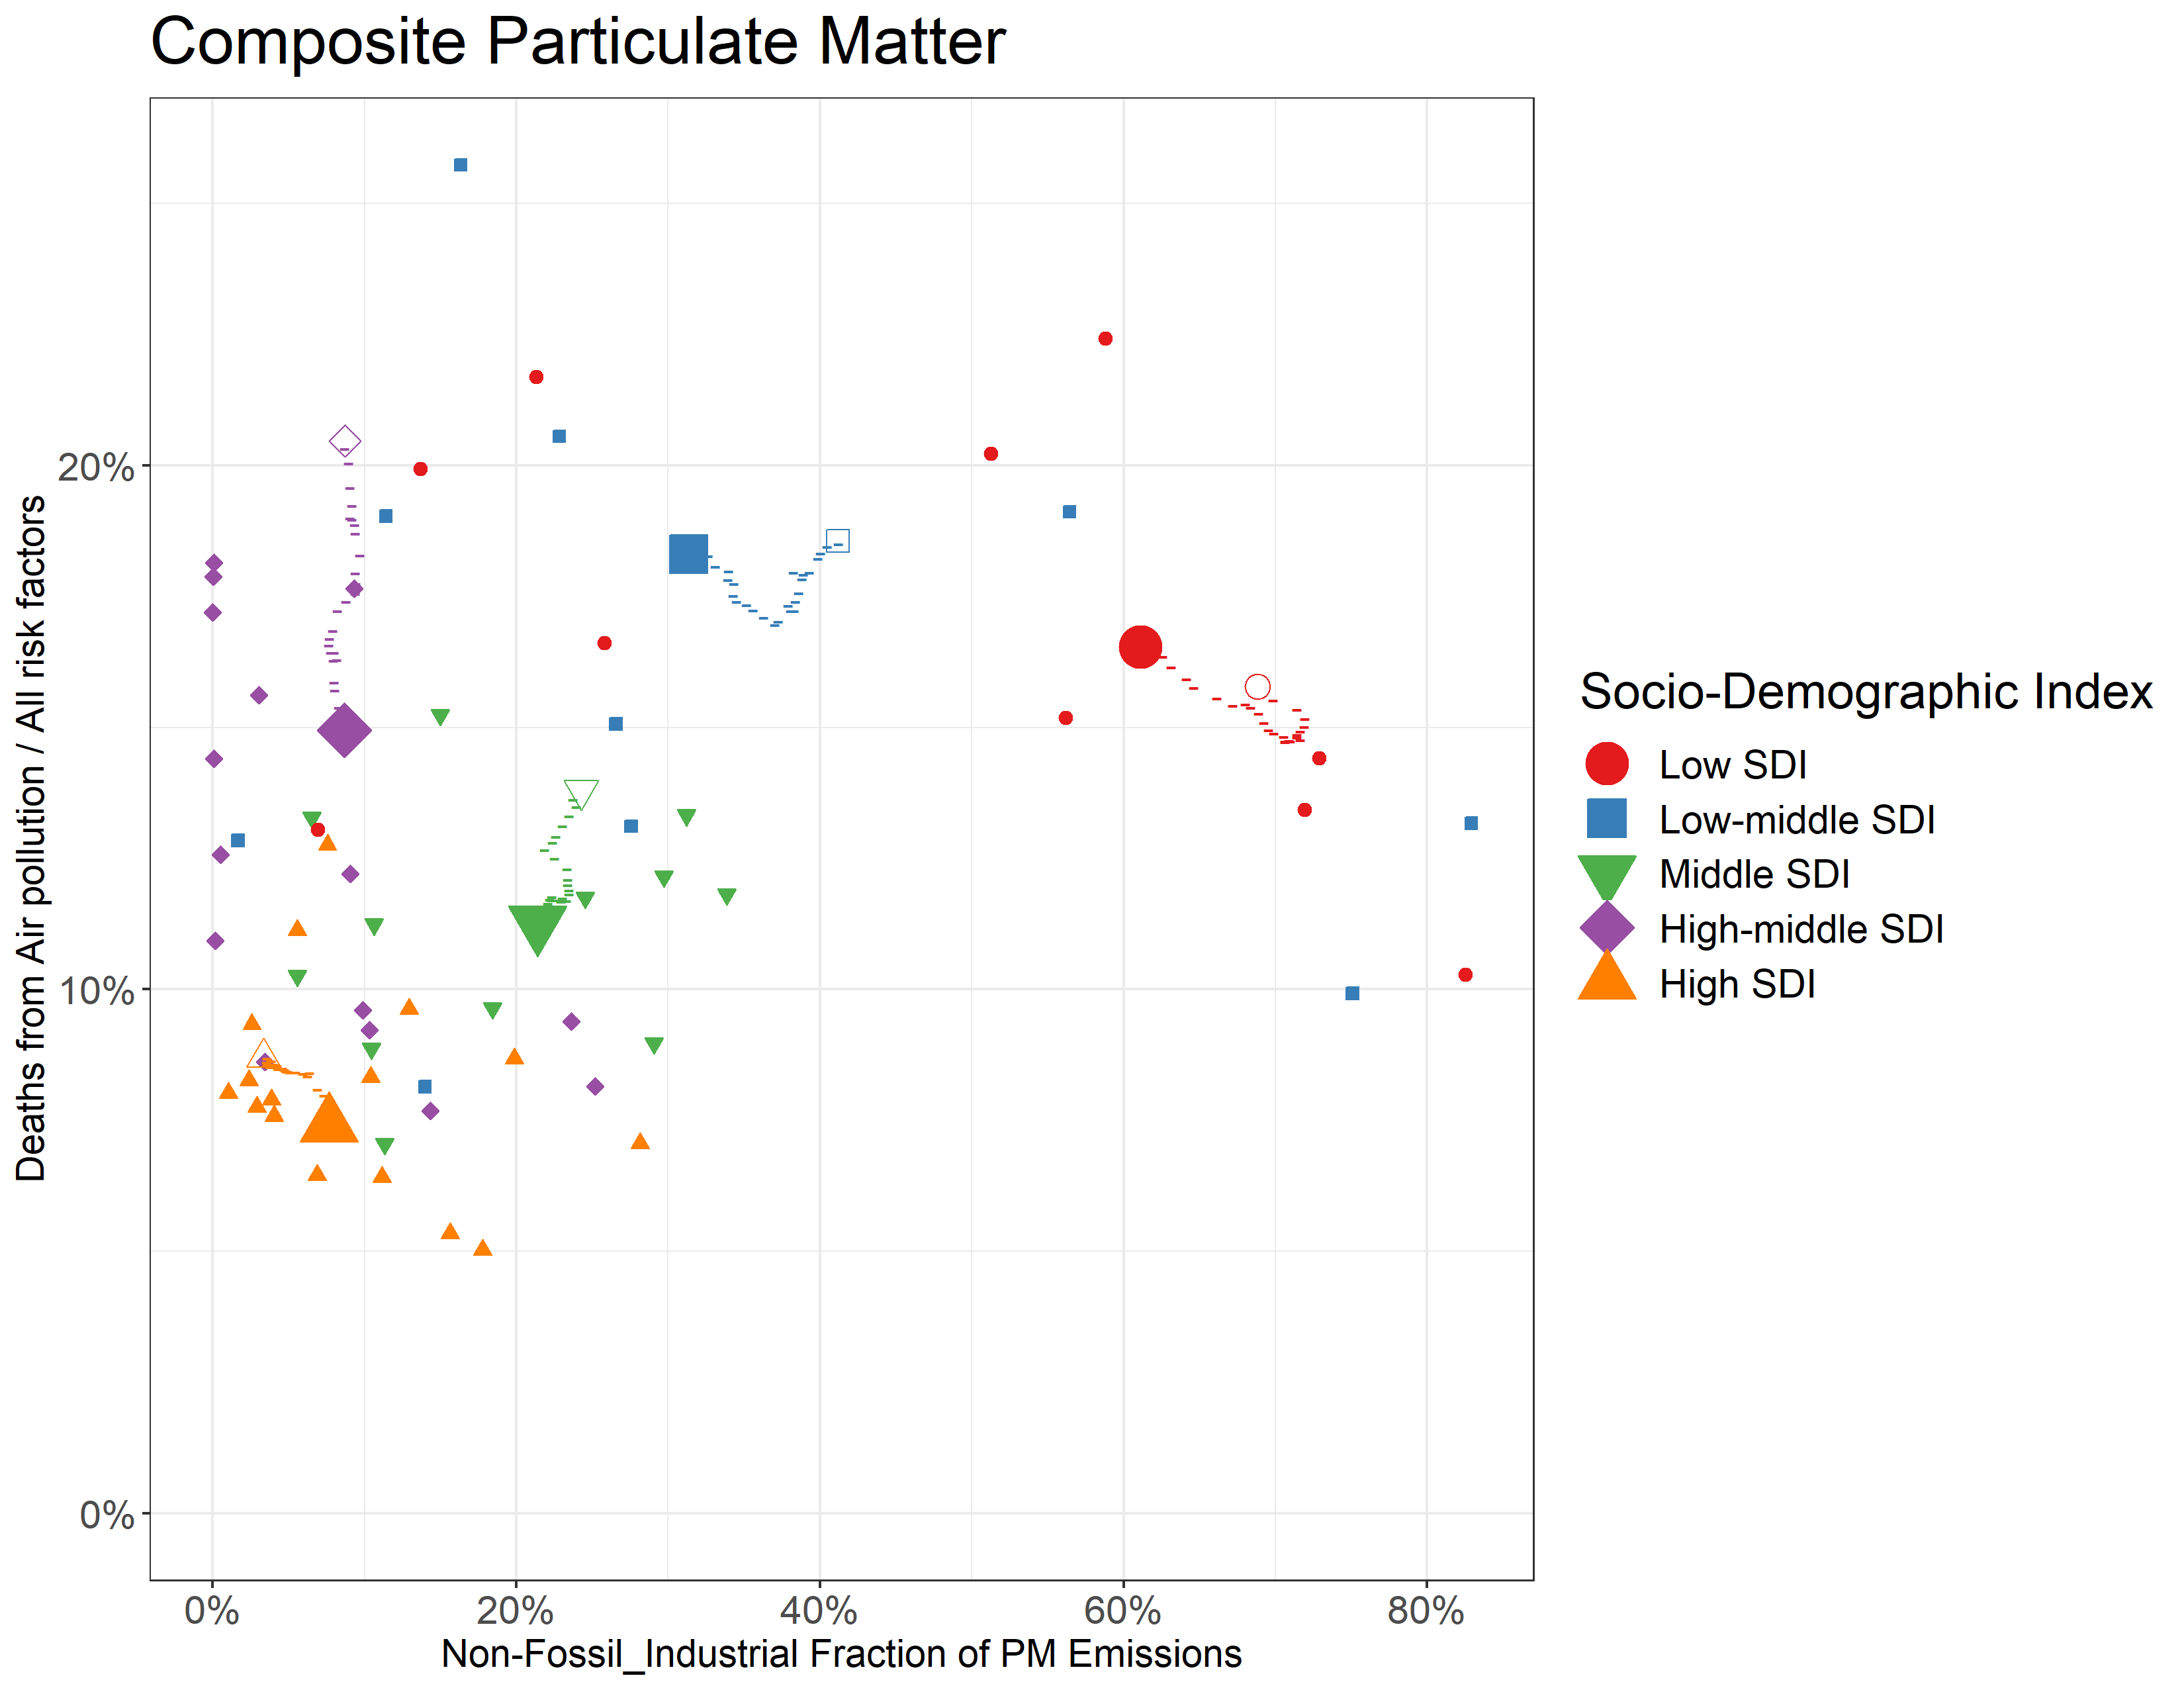 Composite Particulate Matter
Deaths from Air pollution / All risk factors
20%
10%
0%
0%
20%
40%
60%
80%
Non-Fossil_Industrial Fraction of PM Emissions
Socio-Demographic Index
Low SDI
Low-middle SDI
Middle SDI
High-middle SDI
High SDI